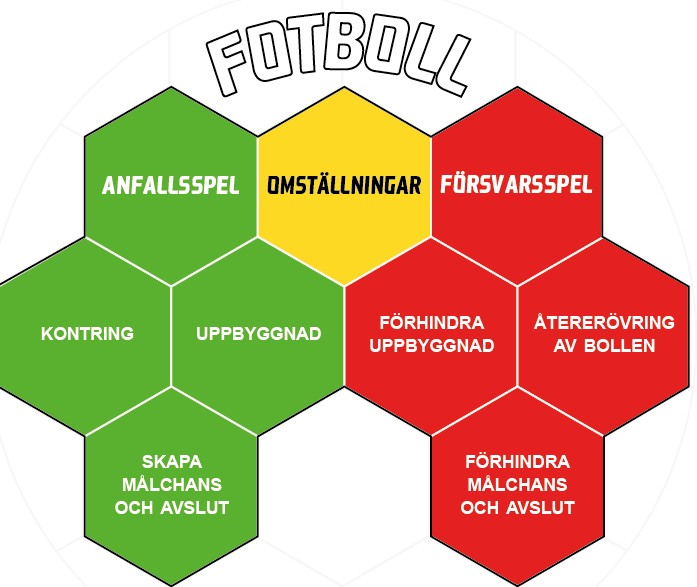 FOTBOLL
ANFALLSSPEL
OMSTÄLLNINGAR
FÖRSVARSSPEL
KONTRING
UPPBYGGNAD
FÖRHINDRA
UPPBYGGNAD
ÅTERERÖVRING
AV BOLLEN
SKAPA
MÅLCHANS
OCH AVSLUT
FÖRHINDRA
MÅLCHANS
OCH AVSLUT